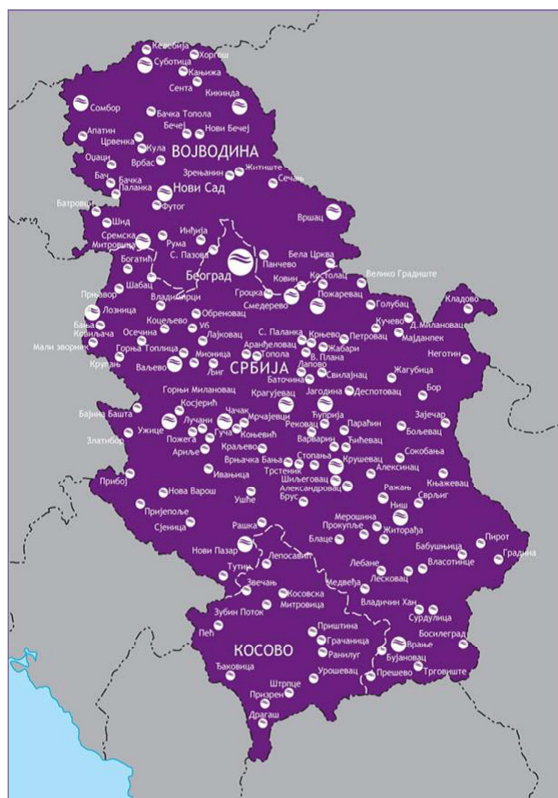 Келебија
Хоргош
Суботица
Кањижа
Сента
Кикинда
Сомбор
Бачка Топола
Бечеј
Нови Бечеј
Апатин
Црвенка
Кула
ВОЈВОДИНА
Оџаци
Врбас
Житиште
Зрењанин
Сечањ
Бач
Бачка
Паланка
Нови Сад
Батровци
Футог
Вршац
Шид
Инђија
Сремска
Митровица
Рума
С. Пазова
Панчево
Бела Црква
Богатић
Београд
Ковин
Костолац
Велико Градиште
Шабац
Гроцка
Прњавор
Владимирци
Смедерево
Пожаревац
Голубац
Кладово
Лозница
Обреновац
Бања
Ковиљача
Коцељево
Уб
С. Паланка
Крњево
Кучево
Д.Милановац
Осечина
Лајковац
Петровац
Мајданпек
Мали зворник
Аранђеловац
Жабари
Горња Топлица
Мионица
Топола
В. Плана
Неготин
Крупањ
Лапово
Ваљево
Љиг
СРБИЈА
Баточина
Свилајнац
Жагубица
Горњи Милановац
Крагујевац
Јагодина
Деспотовац
Бор
Бајина Башта
Косјерић
Чачак
Ћуприја
Зајечар
Лучани
Мрчајевци
Рековац
Параћин
Ужице
Гуча
Коњевић
Бољевац
Златибор
Пожега
Варварин
Ариље
Краљево
Ћићевац
Врњачка Бања
Стопања
Крушевац
Сокобања
Прибој
Ивањица
Трстеник
Алексинац
Књажевац
Шиљеговац
Нова Варош
Александровац
Ушће
Брус
Ражањ
Сврљиг
Пријепоље
Ниш
Сјеница
Рашка
Мерошина
Прокупље
Житорађа
Пирот
Блаце
Нови Пазар
Бабушница
Градина
Лепосавић
Тутин
Лебане
Власотинце
Звечањ
Медвеђа
Лесковац
Косовска
Митровица
Владичин Хан
Зубин Поток
Сурдулица
Пећ
Приштина
Босилеград
Грачаница
Врање
КОСОВО
Ранилуг
Бујановац
Ђаковица
Урошевац
Прешево
Трговиште
Штрпце
Призрен
Драгаш